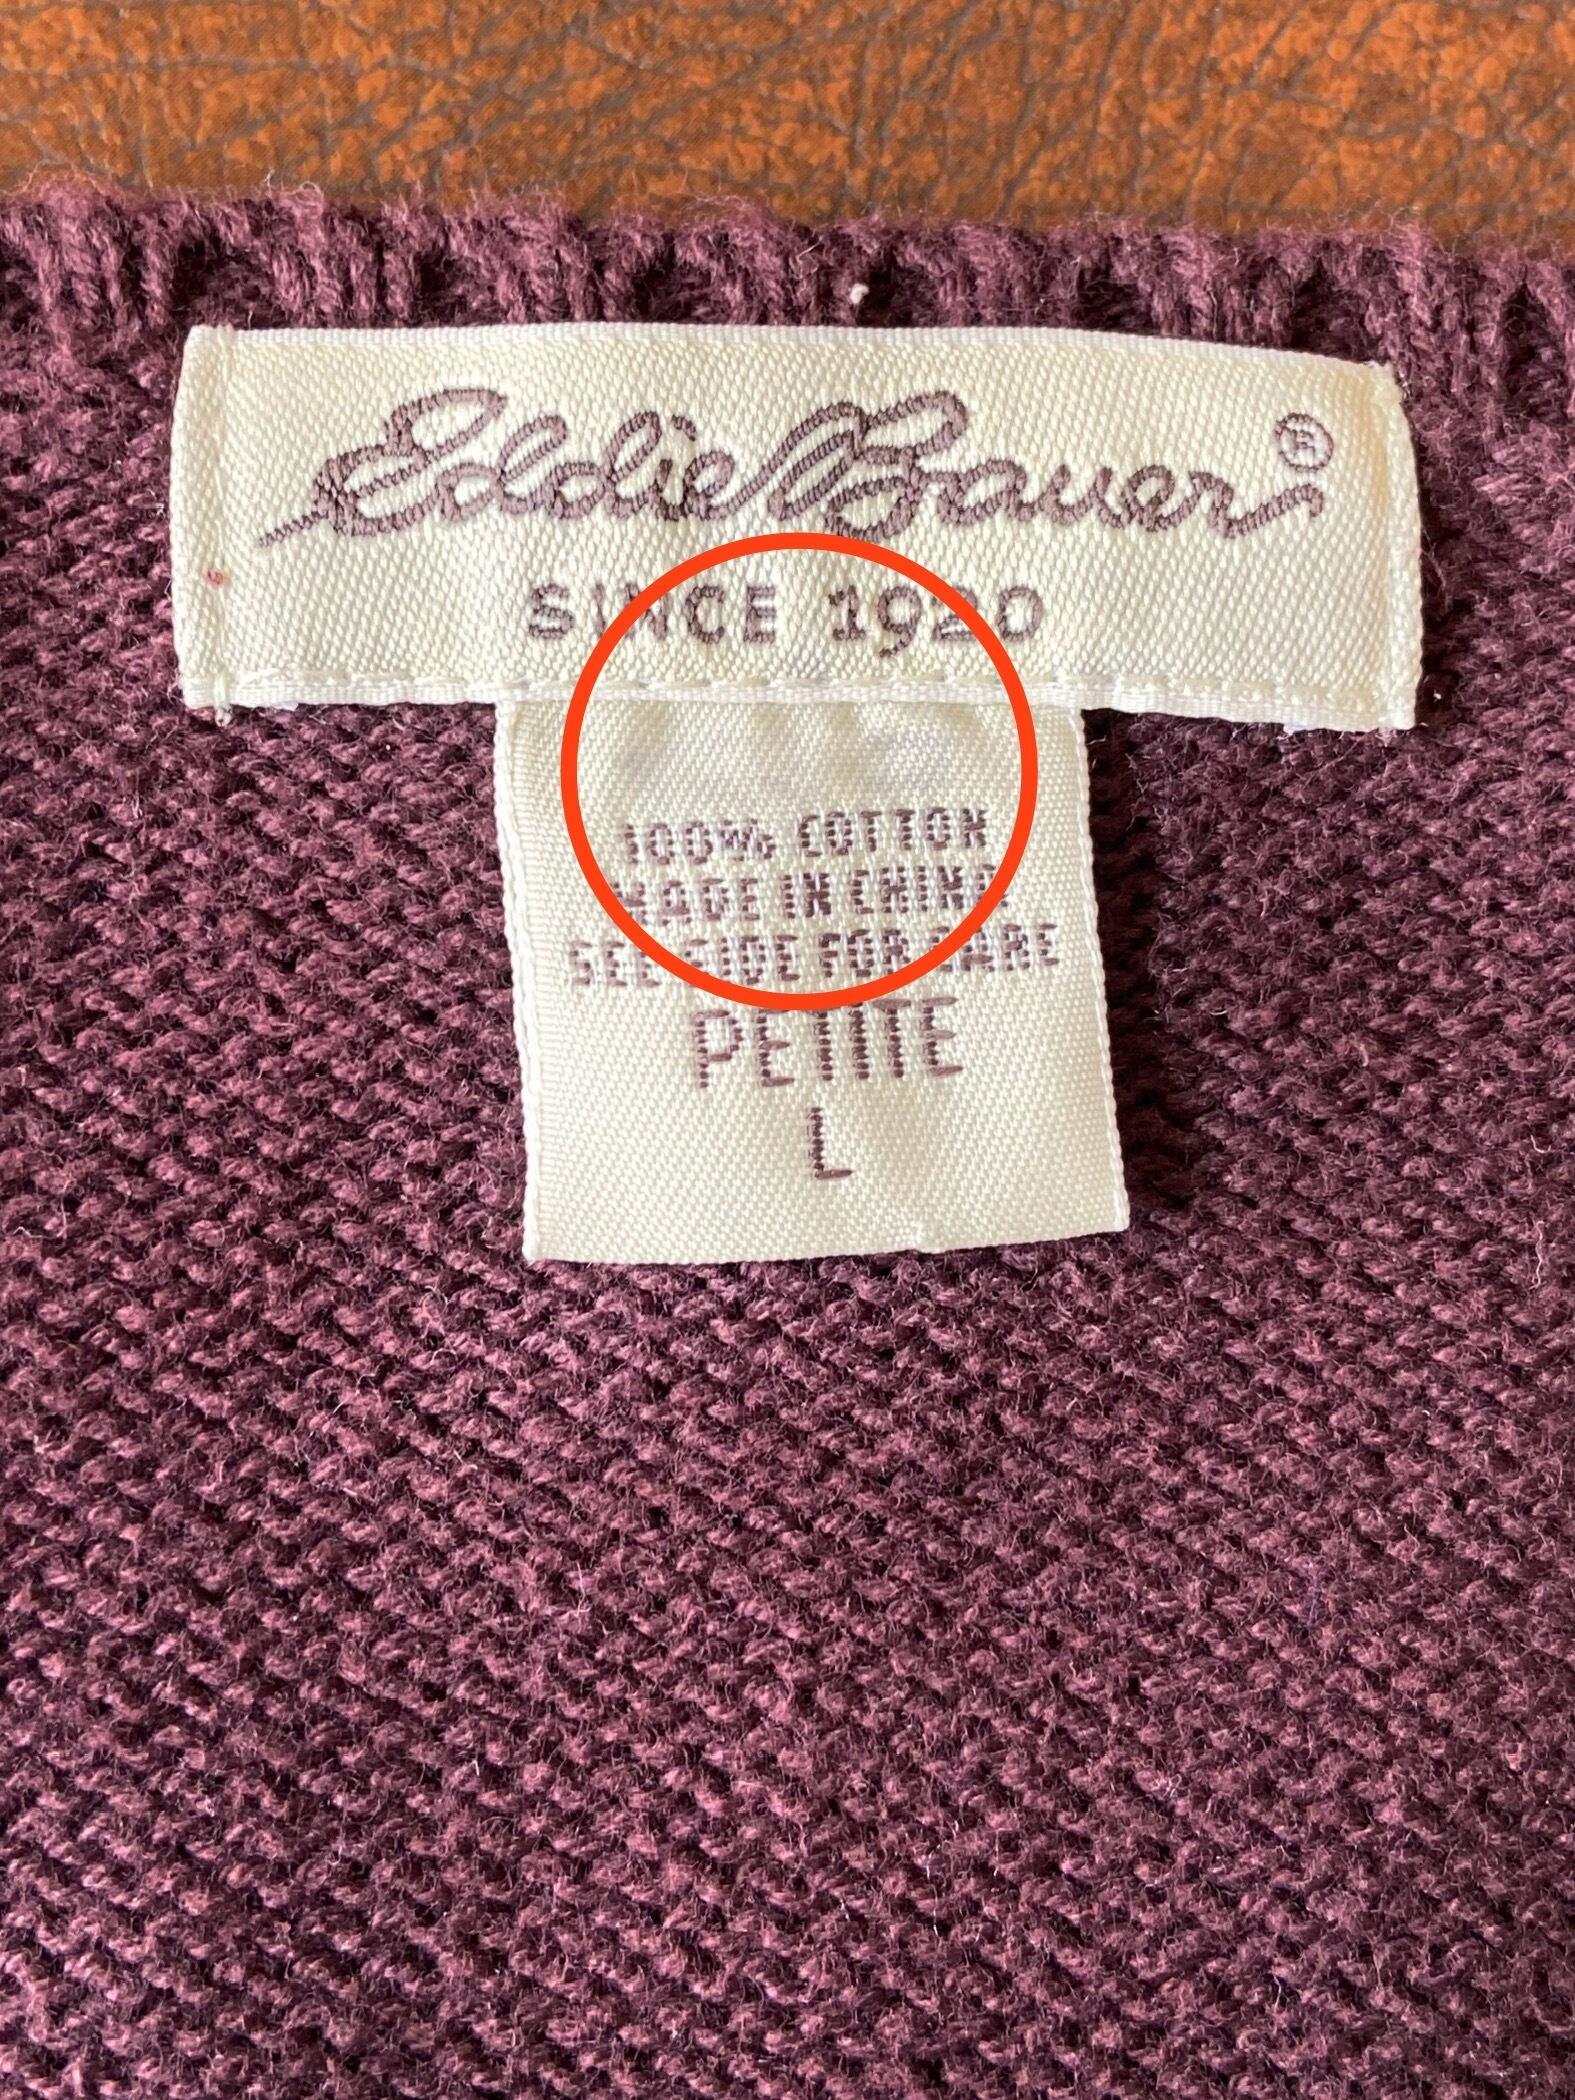 Eddie Bauer®
SINCE 1920
100% COTTON
MADE IN CHINA
SEE SIDE FOR CARE
PETITE
L